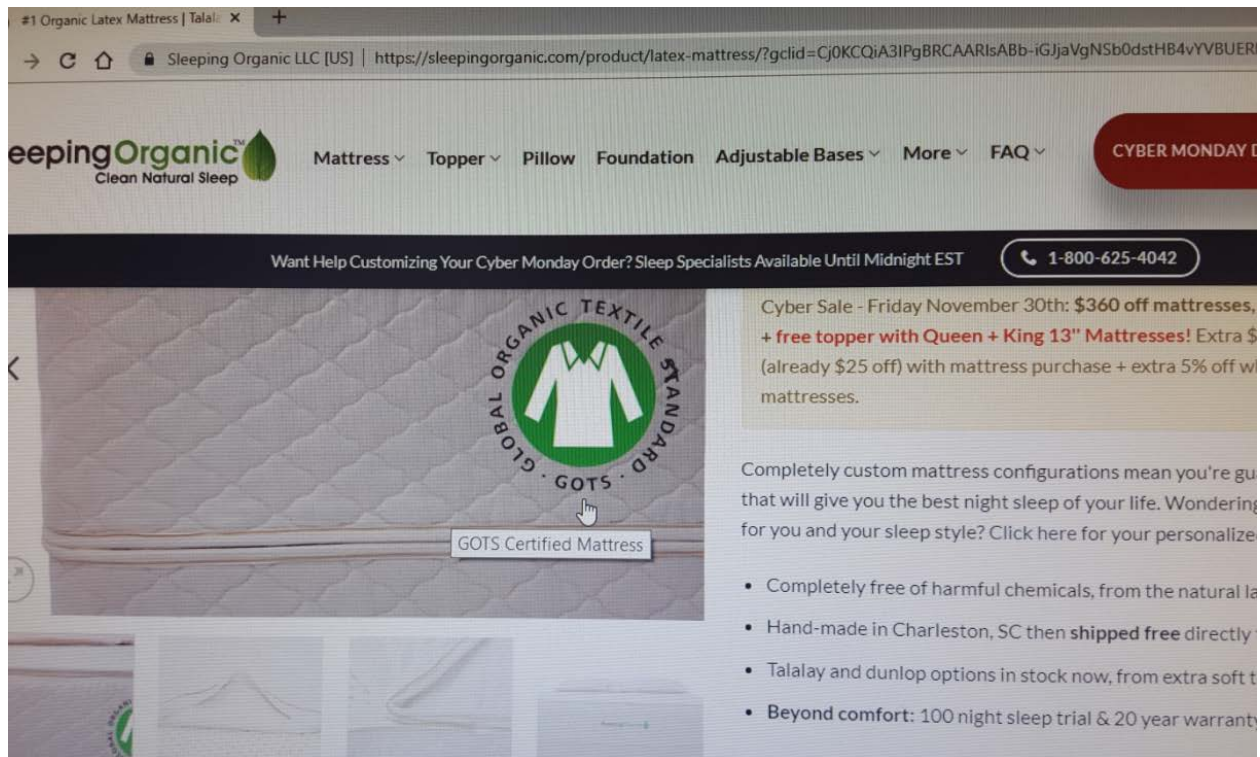 #1 Organic Latex Mattress | Talal
Sleeping Organic LLC [US] | https://sleepingorganic.com/product/latex-mattress/?gclid=Cj0KCQiA3IPgBRCAARIsABb-iGJjaVgNSb0dstHB4vYVBUER
eepingOrganic™
Clean Natural Sleep
Mattress Topper Pillow Foundation Adjustable Bases More FAQ
CYBER MONDAY D
Want Help Customizing Your Cyber Monday Order? Sleep Specialists Available Until Midnight EST
1-800-625-4042
GLOBAL ORGANIC TEXTILE STANDARD · GOTS ·
GOTS Certified Mattress
Cyber Sale - Friday November 30th: $360 off mattresses,
+ free topper with Queen + King 13" Mattresses! Extra $
(already $25 off) with mattress purchase + extra 5% off w
mattresses.
Completely custom mattress configurations mean you're gu
that will give you the best night sleep of your life. Wondering
for you and your sleep style? Click here for your personalize
• Completely free of harmful chemicals, from the natural la
• Hand-made in Charleston, SC then shipped free directly
• Talalay and dunlop options in stock now, from extra soft t
• Beyond comfort: 100 night sleep trial & 20 year warranty